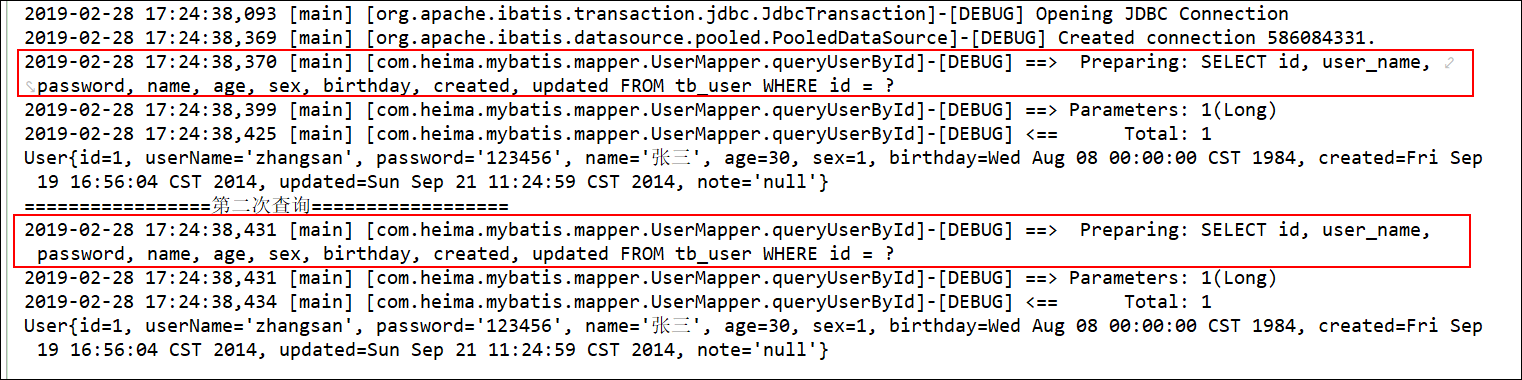 2019-02-28 17:24:38,093 [main] [org.apache.ibatis.transaction.jdbc.JdbcTransaction]-[DEBUG] Opening JDBC Connection
2019-02-28 17:24:38,369 [main] [org.apache.ibatis.datasource.pooled.PooledDataSource]-[DEBUG] Created connection 586084331.
2019-02-28 17:24:38,370 [main] [com.heima.mybatis.mapper.UserMapper.queryUserById]-[DEBUG] ==>  Preparing: SELECT id, user_name,
password, name, age, sex, birthday, created, updated FROM tb_user WHERE id = ?
2019-02-28 17:24:38,399 [main] [com.heima.mybatis.mapper.UserMapper.queryUserById]-[DEBUG] ==> Parameters: 1(Long)
2019-02-28 17:24:38,425 [main] [com.heima.mybatis.mapper.UserMapper.queryUserById]-[DEBUG] <==      Total: 1
User{id=1, userName='zhangsan', password='123456', name='张三', age=30, sex=1, birthday=Wed Aug 08 00:00:00 CST 1984, created=Fri Sep
19 16:56:04 CST 2014, updated=Sun Sep 21 11:24:59 CST 2014, note='null'}
=================第二次查询==================
2019-02-28 17:24:38,431 [main] [com.heima.mybatis.mapper.UserMapper.queryUserById]-[DEBUG] ==>  Preparing: SELECT id, user_name,
password, name, age, sex, birthday, created, updated FROM tb_user WHERE id = ?
2019-02-28 17:24:38,431 [main] [com.heima.mybatis.mapper.UserMapper.queryUserById]-[DEBUG] ==> Parameters: 1(Long)
2019-02-28 17:24:38,434 [main] [com.heima.mybatis.mapper.UserMapper.queryUserById]-[DEBUG] <==      Total: 1
User{id=1, userName='zhangsan', password='123456', name='张三', age=30, sex=1, birthday=Wed Aug 08 00:00:00 CST 1984, created=Fri Sep
19 16:56:04 CST 2014, updated=Sun Sep 21 11:24:59 CST 2014, note='null'}